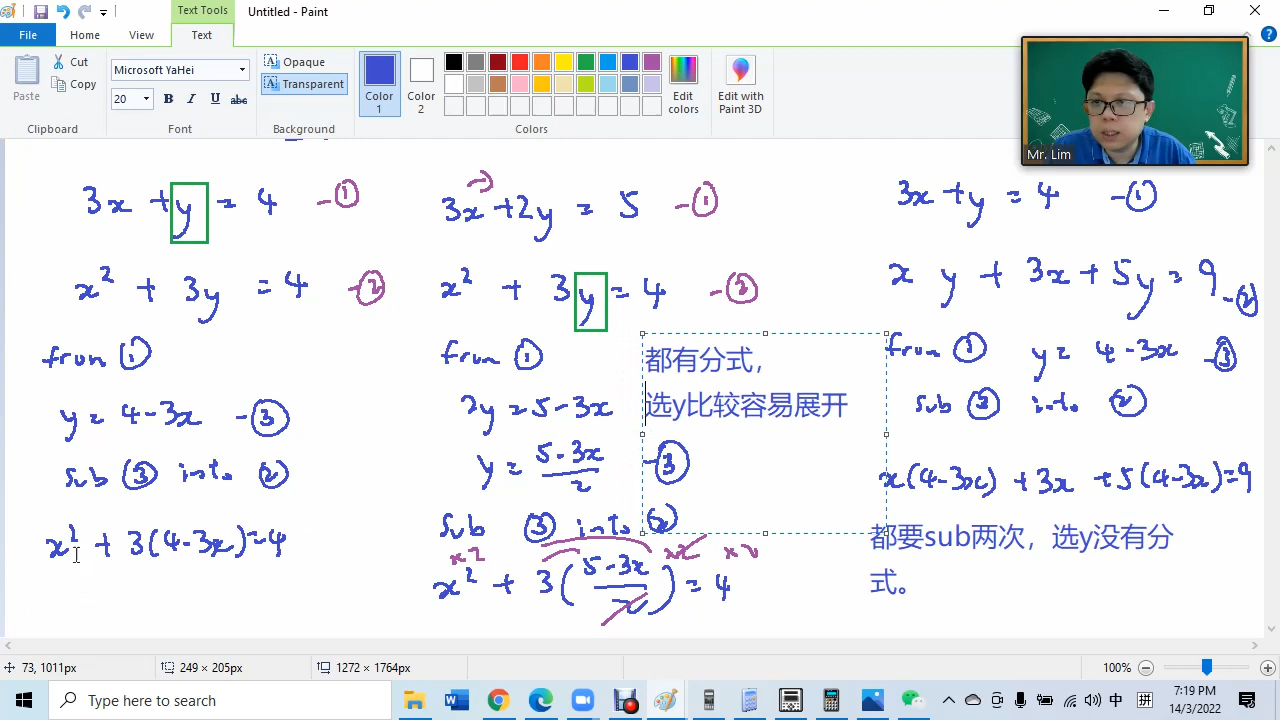 Text Tools
Untitled - Paint
File
Home
View
Text
Paste
Cut
Copy
Clipboard
Microsoft YaHei
20
B
I
U
abc
Font
Opaque
Transparent
Background
Color
1
Color
2
Edit
colors
Colors
Edit with
Paint 3D
Mr. Lim
3x + y = 4 -①
x² + 3y = 4 -②
from ①
y = 4-3x -③
sub ③ into ②
x² + 3(4-3x)=4
3x+2y = 5 -①
x² + 3y = 4 -②
from ①
2y = 5-3x
y = (5-3x)/2 -③
sub ③ into ②
x2 x2 x2
x² + 3((5-3x)/2) = 4
都有分式，
选y比较容易展开
3x+y = 4 -①
xy + 3x+5y=9 -②
from ① y = 4-3x -③
sub ③ into ②
x(4-3x) +3x +5(4-3x)=9
都要sub两次，选y没有分
式。
73, 1011px
249 × 205px
1272 × 1764px
100%
Type here to search
中
拼
7:19 PM
14/3/2022